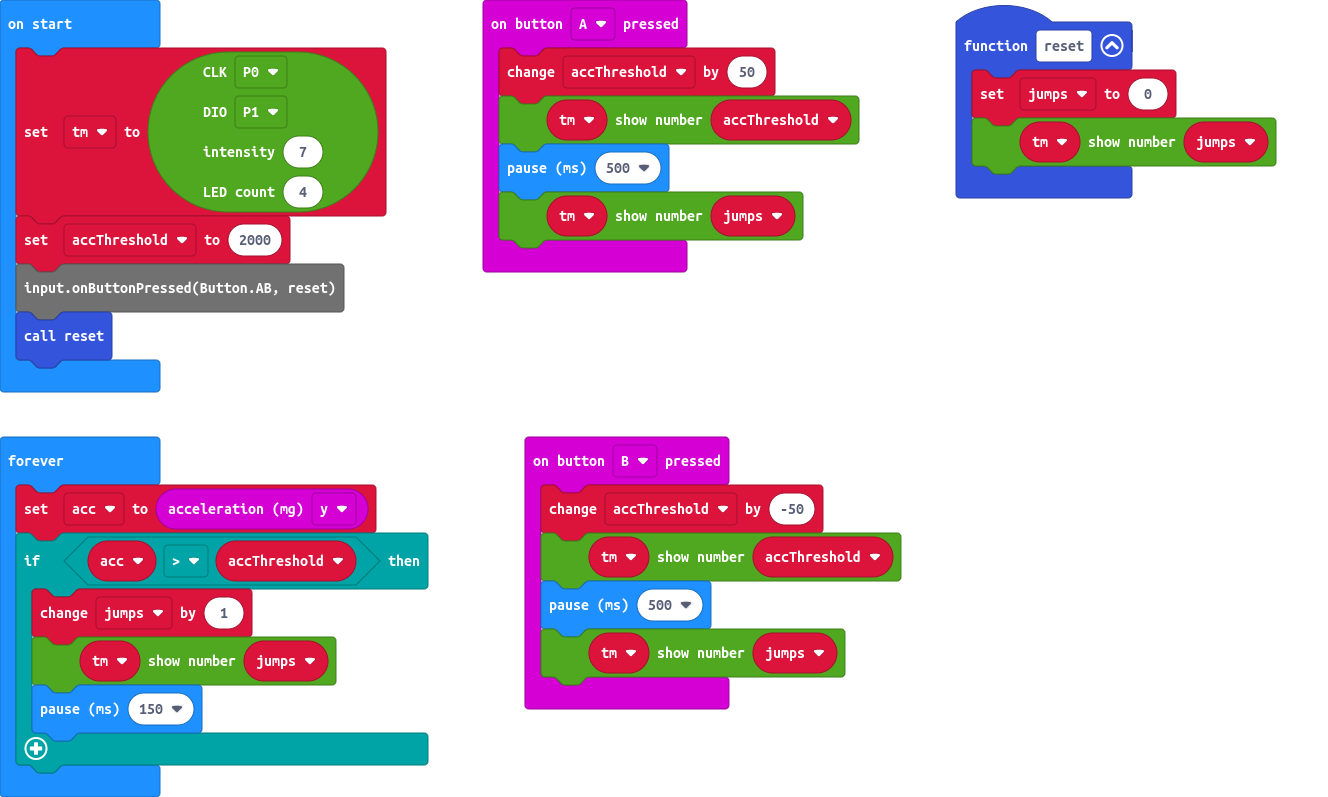 on start
CLK P0
DIO P1
set tm to
intensity 7
LED count 4
set accThreshold to 2000
input.onButtonPressed(Button.AB, reset)
call reset
on button A pressed
change accThreshold by 50
tm show number accThreshold
pause (ms) 500
tm show number jumps
function reset
set jumps to 0
tm show number jumps
forever
set acc to acceleration (mg) y
if acc > accThreshold then
change jumps by 1
tm show number jumps
pause (ms) 150
on button B pressed
change accThreshold by -50
tm show number accThreshold
pause (ms) 500
tm show number jumps